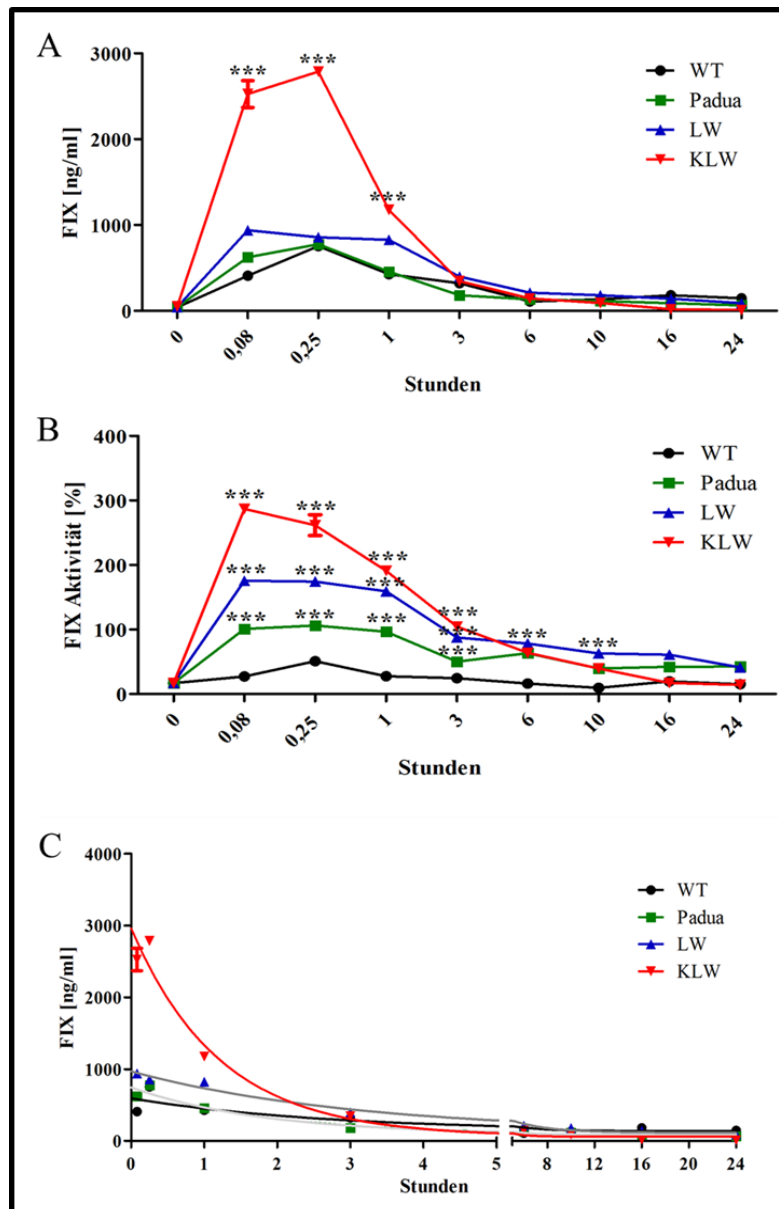 A
FIX [ng/ml]
3000
2000
1000
0
*** ***
***
WT
Padua
LW
KLW
0 0,08 0,25 1 3 6 10 16 24
Stunden
B
FIX Aktivität [%]
400
300
200
100
0
WT
Padua
LW
KLW
*** ***
***
*** *** ***
*** *** ***
***
***
***
*** ***
0 0,08 0,25 1 3 6 10 16 24
Stunden
C
FIX [ng/ml]
4000
3000
2000
1000
0
WT
Padua
LW
KLW
0 1 2 3 4 5 8 12 16 20 24
Stunden